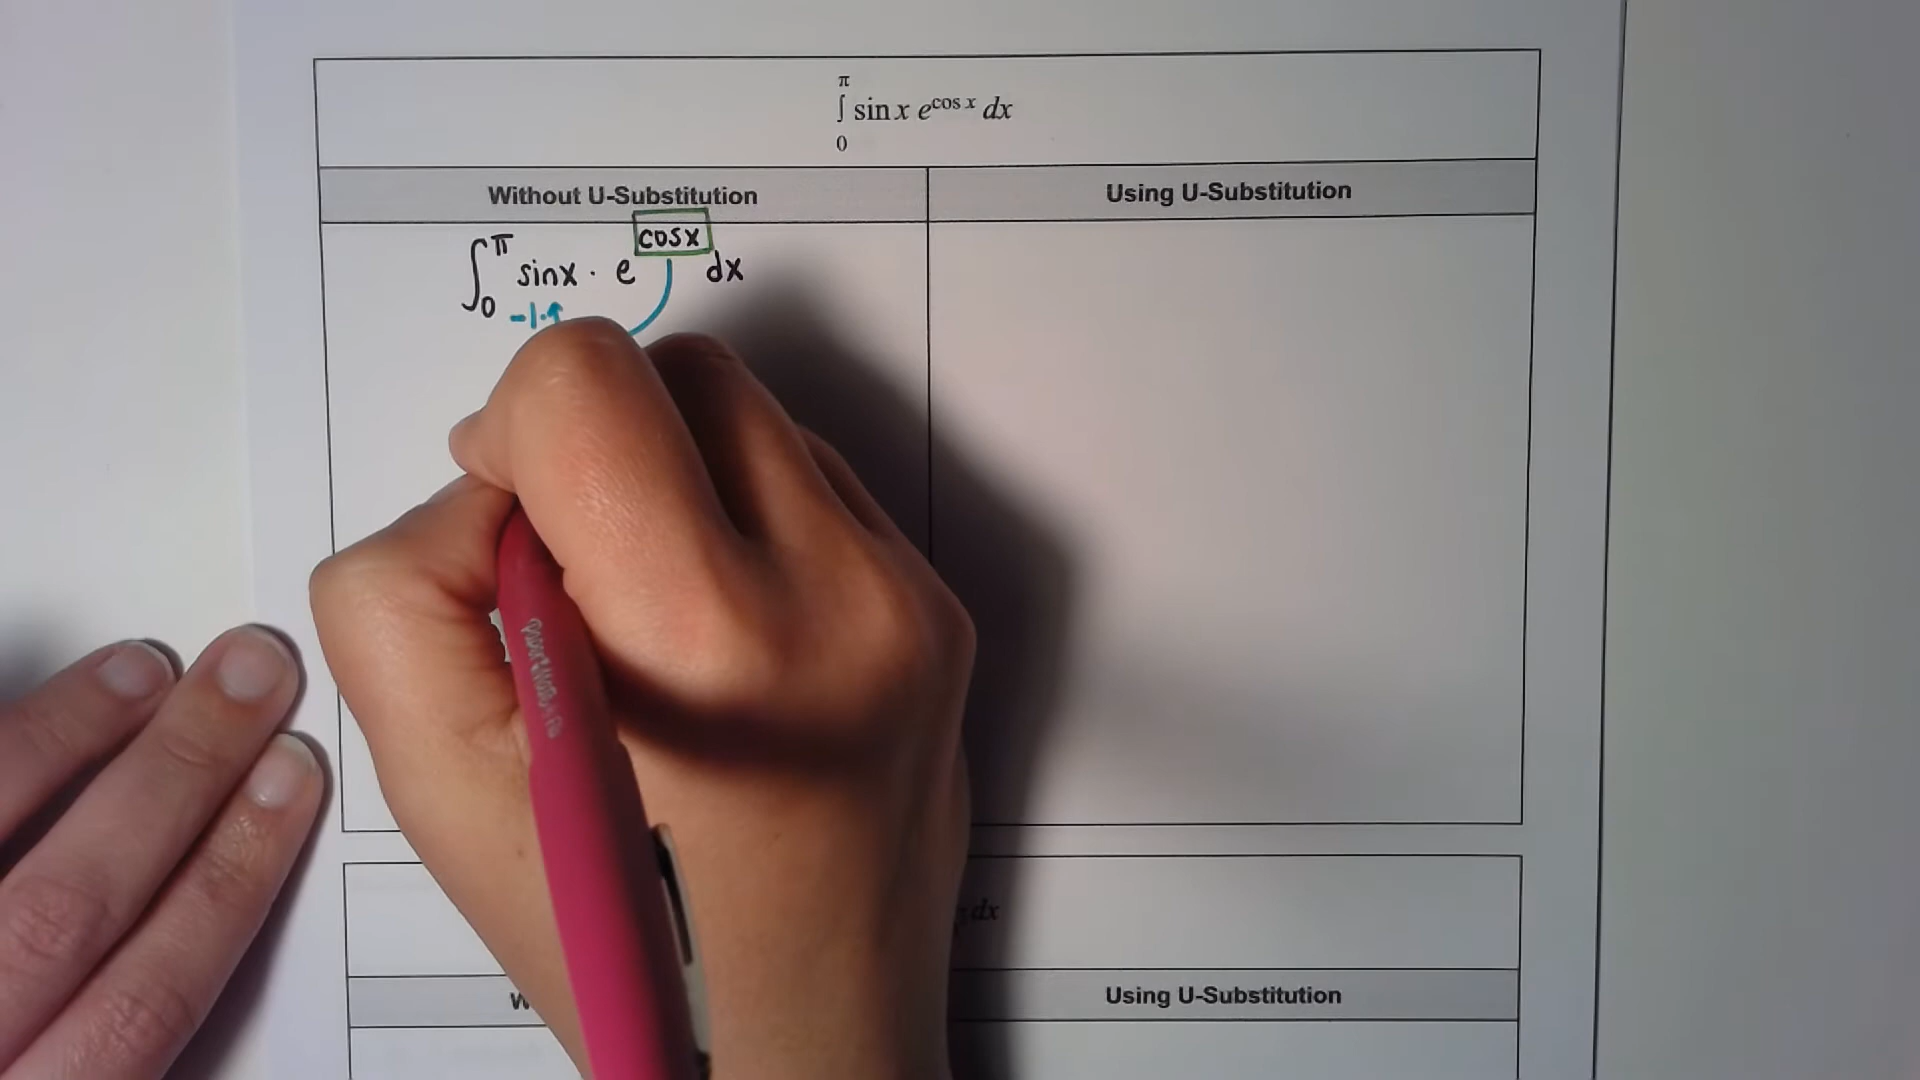 π
∫ sin x e^cos x dx
0
Without U-Substitution
Using U-Substitution
∫ π 0 sinx · e^cosx dx
-1·
dx
W
Using U-Substitution